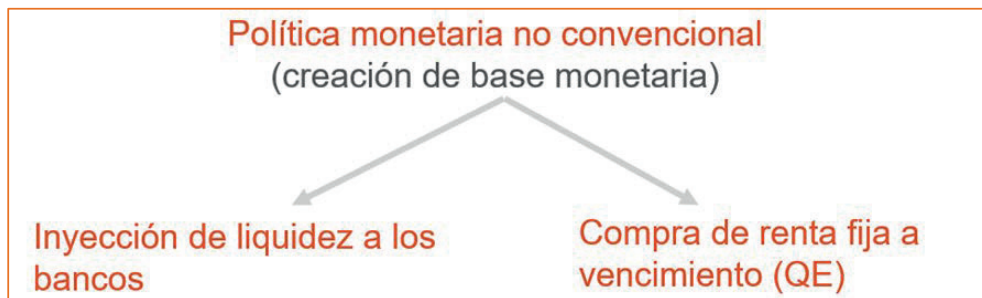 Política monetaria no convencional
(creación de base monetaria)
Inyección de liquidez a los
bancos
Compra de renta fija a
vencimiento (QE)